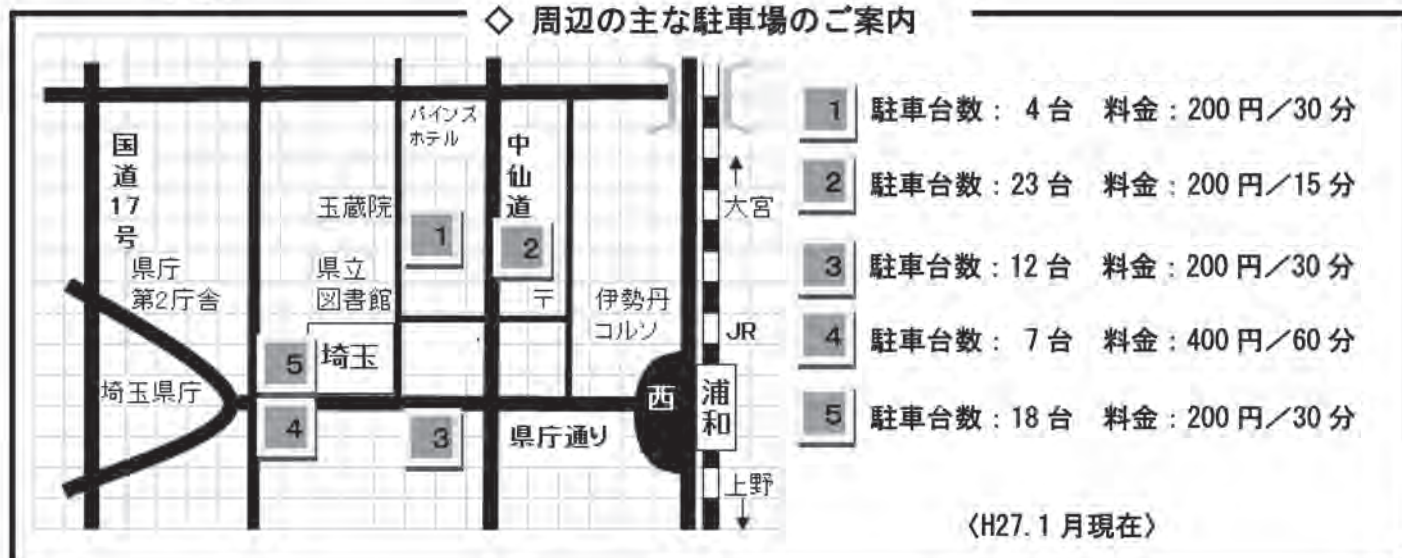 ◇ 周辺の主な駐車場のご案内
パインズ
ホテル
国道17号
中仙道
玉蔵院
1
2
大宮
県庁
第2庁舎
県立
図書館
〒
伊勢丹
コルソ
JR
5
埼玉
埼玉県庁
4
3
県庁通り
西
浦和
上野
1 駐車台数： 4台 料金：200円／30分
2 駐車台数：23台 料金：200円／15分
3 駐車台数：12台 料金：200円／30分
4 駐車台数： 7台 料金：400円／60分
5 駐車台数：18台 料金：200円／30分
〈H27.1月現在〉